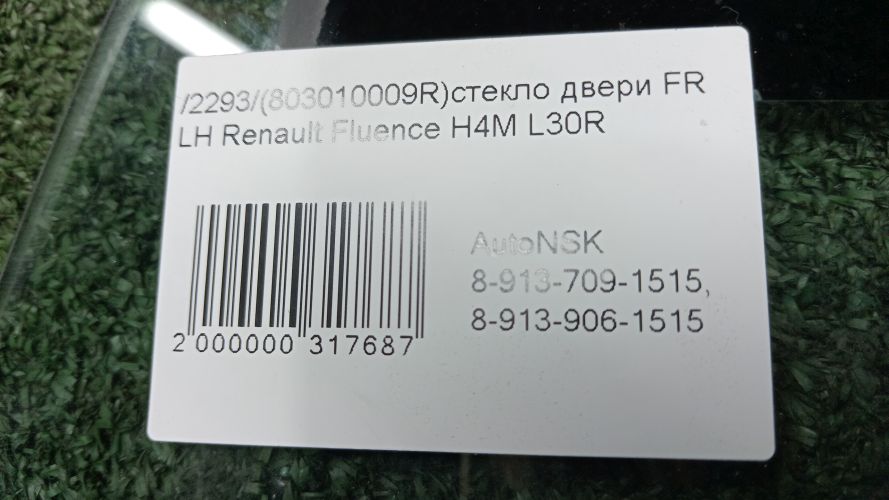 /2293/(803010009R)стекло двери FR
LH Renault Fluence H4M L30R
AutoNSK
8-913-709-1515,
8-913-906-1515
2 000000 317687